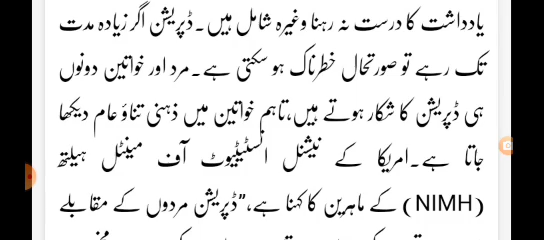 یادداشت کا درست نہ رہنا وغیرہ شامل ہیں۔ ڈپریشن اگر زیادہ مدت
تک رہے تو صورتحال خطرناک ہو سکتی ہے۔ مرد اور خواتین دونوں
ہی ڈپریشن کا شکار ہوتے ہیں، تاہم خواتین میں ذہنی تناؤ عام دیکھا
جاتا ہے۔ امریکا کے نیشنل انسٹیٹیوٹ آف مینٹل ہیلتھ
(NIMH) کے ماہرین کا کہنا ہے، ”ڈپریشن مردوں کے مقابلے